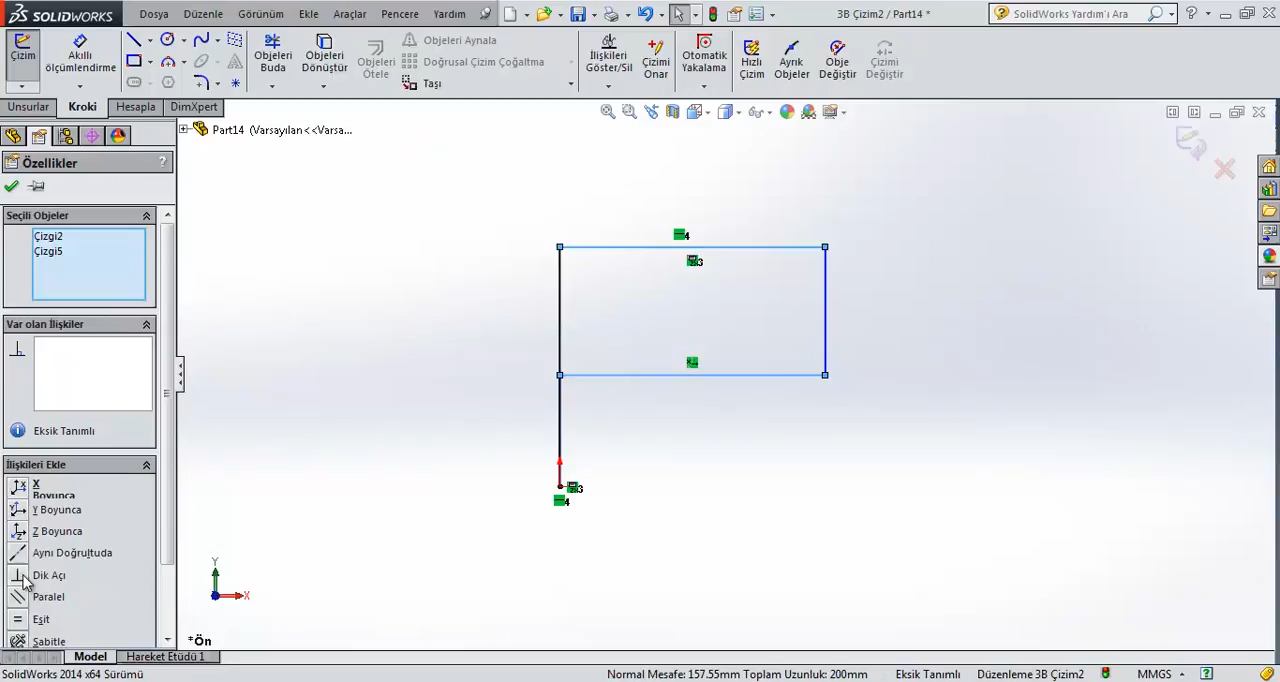 SOLIDWORKS Dosya Düzenle Görünüm Ekle Araçlar Pencere Yardım 3B Çizim2 / Part14 * SolidWorks Yardım'ı Ara
Çizim Akıllı ölçümlendirme Objeleri Buda Objeleri Dönüştür Objeleri Ötele Objeleri Aynala Doğrusal Çizim Çoğaltma Taşı İlişkileri Göster/Sil Çizimi Onar Otomatik Yakalama Hızlı Çizim Ayrık Objeler Obje Değiştir Çizimi Değiştir
Unsurlar Kroki Hesapla DimXpert
Part14 (Varsayılan<<Varsa...
Özellikler ?
Seçili Objeler
Çizgi2
Çizgi5
Var olan İlişkiler
Eksik Tanımlı
İlişkileri Ekle
X Boyunca
Y Boyunca
Z Boyunca
Aynı Doğrultuda
Dik Açı
Paralel
Eşit
Sabitle
4
3
3
4
Y
X
*Ön
Model Hareket Etüdü 1
SolidWorks 2014 x64 Sürümü Normal Mesafe: 157.55mm Toplam Uzunluk: 200mm Eksik Tanımlı Düzenleme 3B Çizim2 MMGS ?